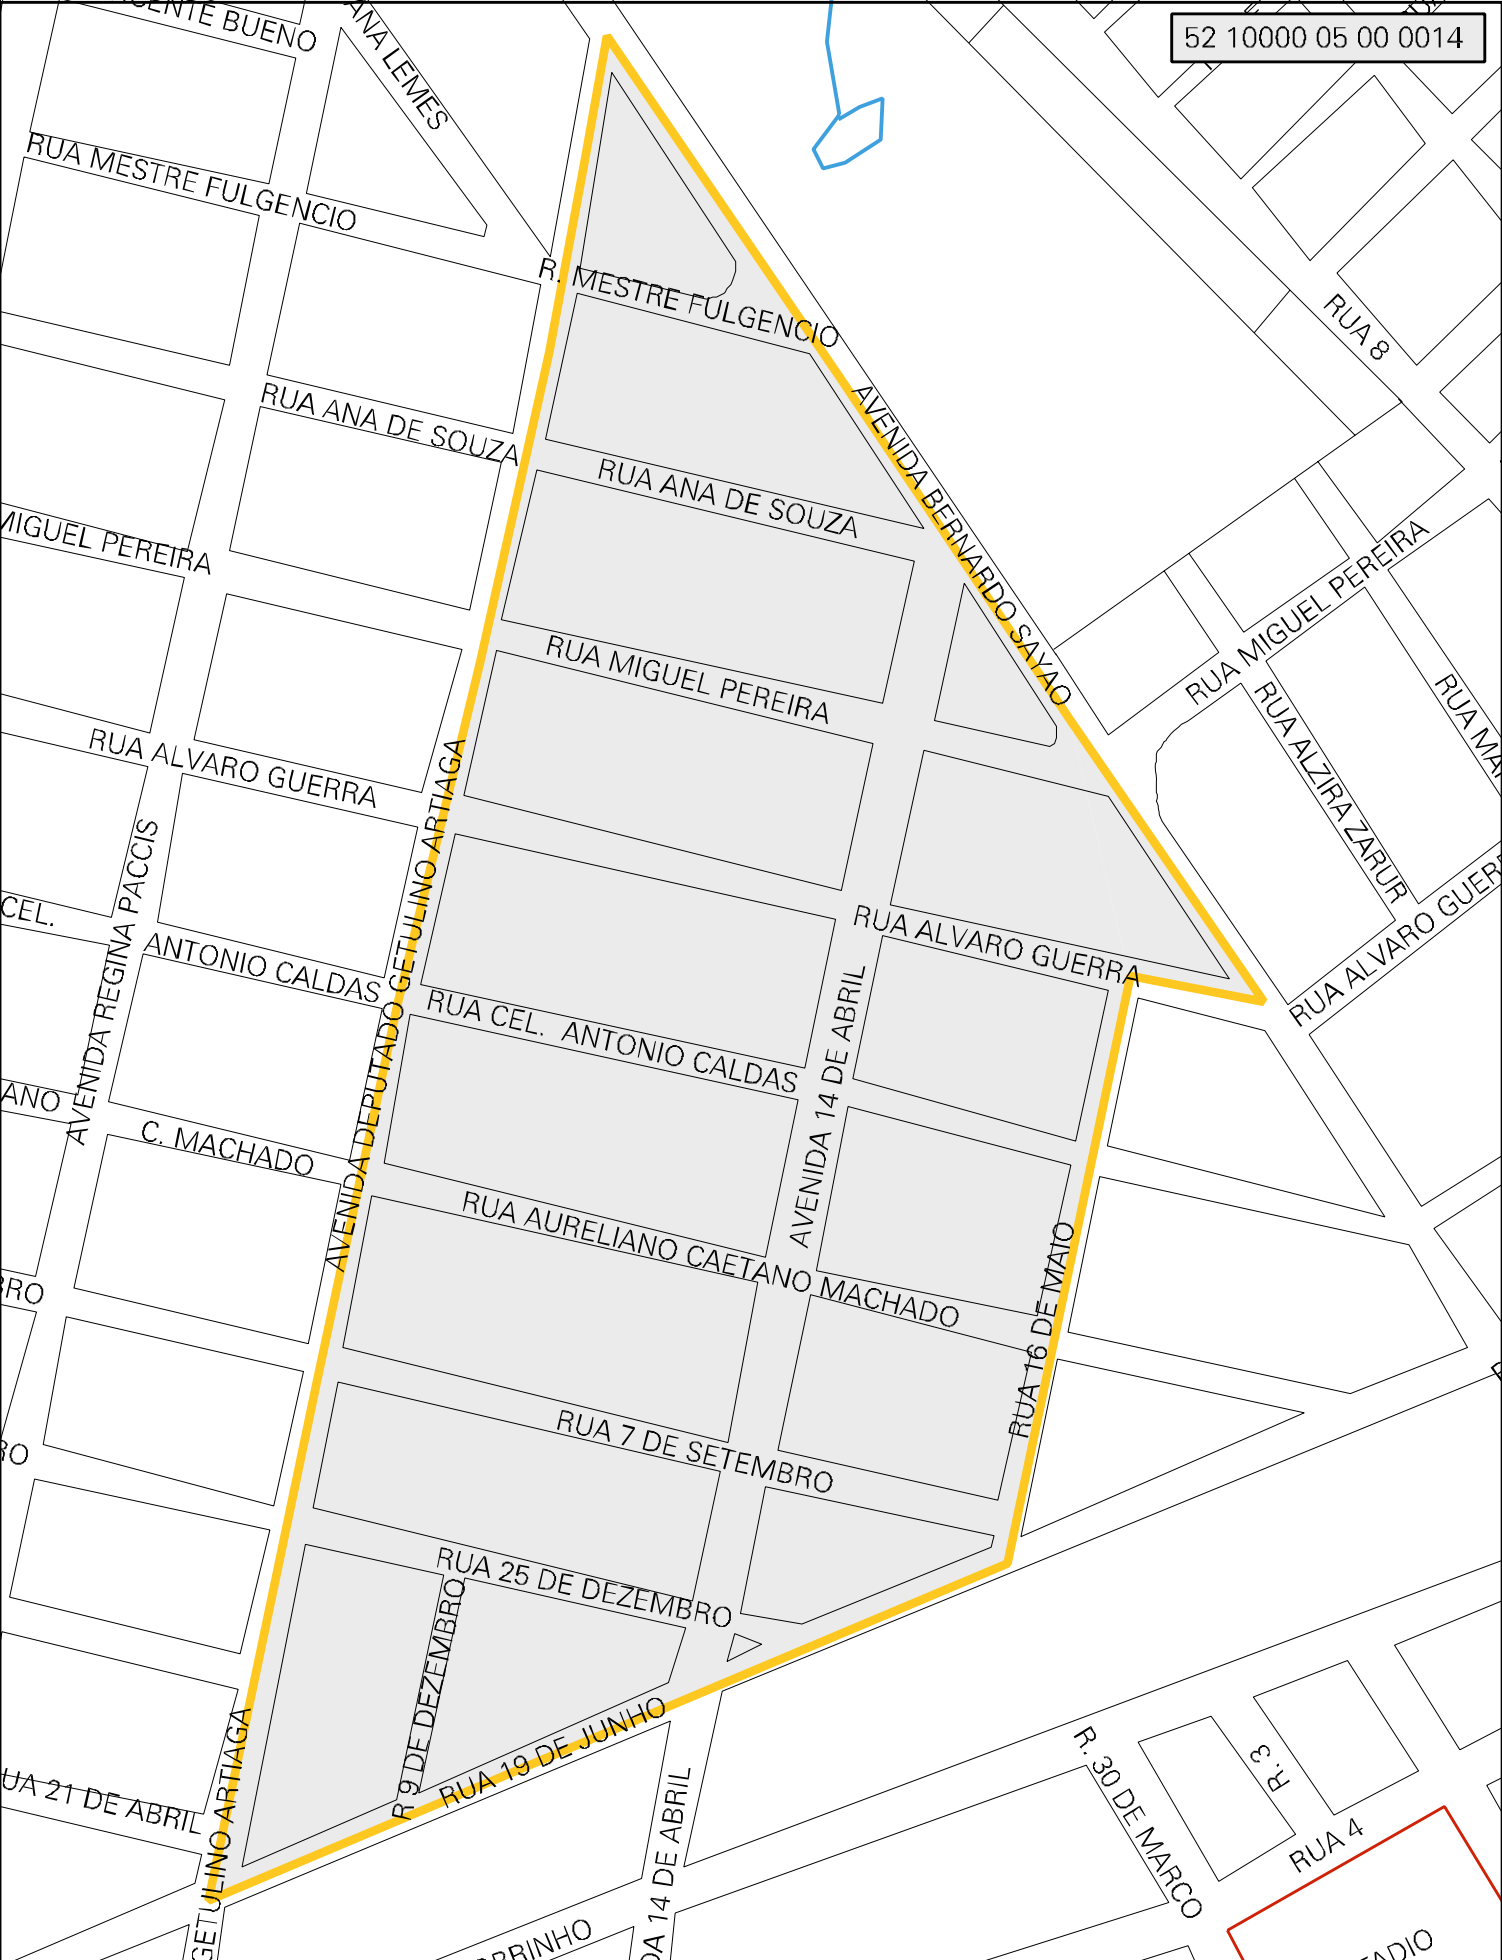 52 10000 05 00 0014
BUENO
ANA LEMES
RUA MESTRE FULGENCIO
R. MESTRE FULGENCIO
RUA 8
RUA ANA DE SOUZA
AVENIDA BERNARDO SAYAO
RUA ANA DE SOUZA
MIGUEL PEREIRA
RUA MIGUEL PEREIRA
RUA MIGUEL PEREIRA
RUA ALZIRA ZARUR
RUA ALVARO GUERRA
AVENIDA DEPUTADO GETULINO ARTIAGA
AVENIDA REGINA PACCIS
CEL.
ANTONIO CALDAS
RUA ALVARO GUERRA
RUA ALVARO
RUA CEL. ANTONIO CALDAS
AVENIDA 14 DE ABRIL
C. MACHADO
RUA AURELIANO CAETANO MACHADO
RUA 16 DE MAIO
RUA 7 DE SETEMBRO
RUA 25 DE DEZEMBRO
R 9 DE DEZEMBRO
RUA 19 DE JUNHO
UA 21 DE ABRIL
GETULINO ARTIAGA
DA 14 DE ABRIL
R. 30 DE MARCO
R. 3
RUA 4